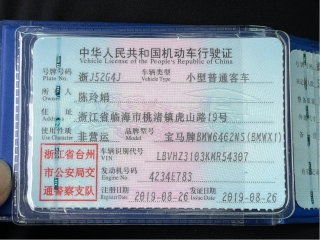 中华人民共和国机动车行驶证
Vehicle License of the People's Republic of China
号牌号码 浙J52G4J 车辆类型 小型普通客车
Plate No. Vehicle Type
所有人 陈玲娟
Owner
住址 浙江省临海市桃渚镇虎山路19号
Address
使用性质 非营运 品牌型号 宝马牌BMW6462NS(BMWX1)
Use Character Model
浙江省台州
市公安局交
通警察支队
车辆识别代号 LBVHZ3103KMR54307
VIN
发动机号码 4234E783
Engine No.
注册日期 2019-08-26 发证日期 2019-08-26
Register Date Issue Date